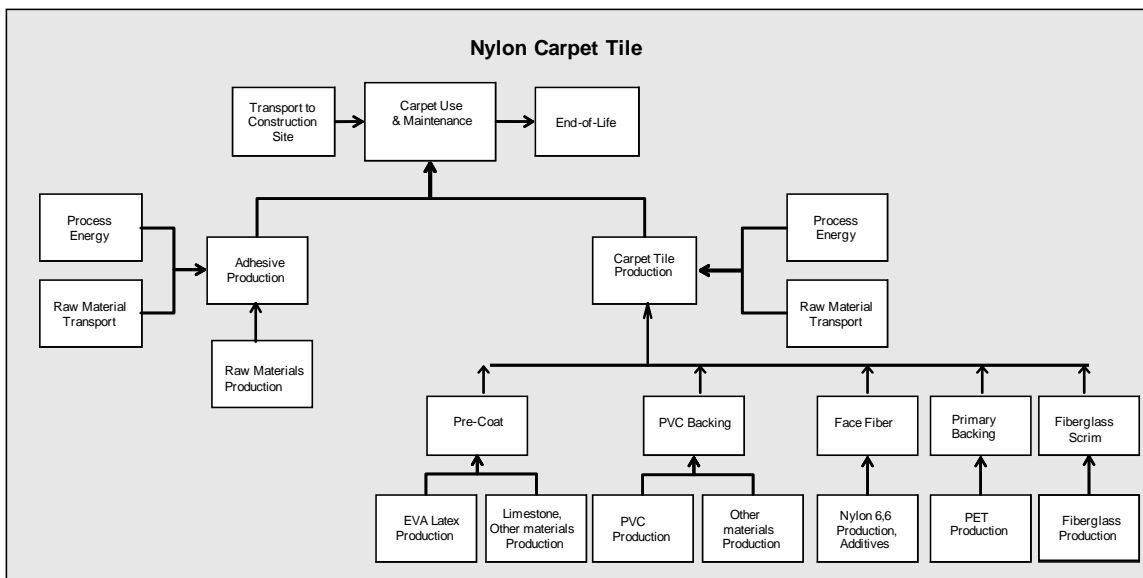 Nylon Carpet Tile
Transport to
Construction
Site
Carpet Use
& Maintenance
End-of-Life
Process
Energy
Raw Material
Transport
Adhesive
Production
Raw Materials
Production
Carpet Tile
Production
Process
Energy
Raw Material
Transport
Pre-Coat
PVC Backing
Face Fiber
Primary
Backing
Fiberglass
Scrim
EVA Latex
Production
Limestone,
Other materials
Production
PVC
Production
Other
materials
Production
Nylon 6,6
Production,
Additives
PET
Production
Fiberglass
Production